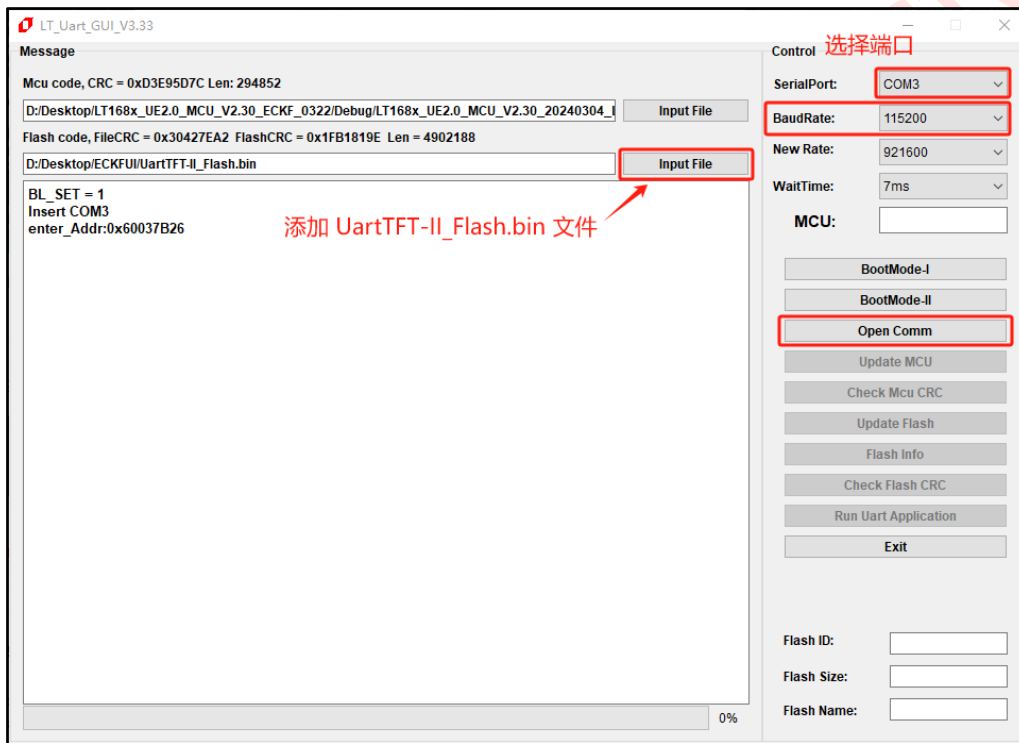 LT_Uart_GUI_V3.33
Message
Mcu code, CRC = 0xD3E95D7C Len: 294852
D:/Desktop/LT168x_UE2.0_MCU_V2.30_ECKF_0322/Debug/LT168x_UE2.0_MCU_V2.30_20240304_
Input File
Flash code, FileCRC = 0x30427EA2 FlashCRC = 0x1FB1819E Len = 4902188
D:/Desktop/ECKFUI/UartTFT-II_Flash.bin
Input File
BL_SET = 1
Insert COM3
enter_Addr:0x60037B26
添加 UartTFT-II_Flash.bin 文件
0%
Control
选择端口
SerialPort: COM3
BaudRate: 115200
New Rate: 921600
WaitTime: 7ms
MCU:
BootMode-I
BootMode-II
Open Comm
Update MCU
Check Mcu CRC
Update Flash
Flash Info
Check Flash CRC
Run Uart Application
Exit
Flash ID:
Flash Size:
Flash Name: